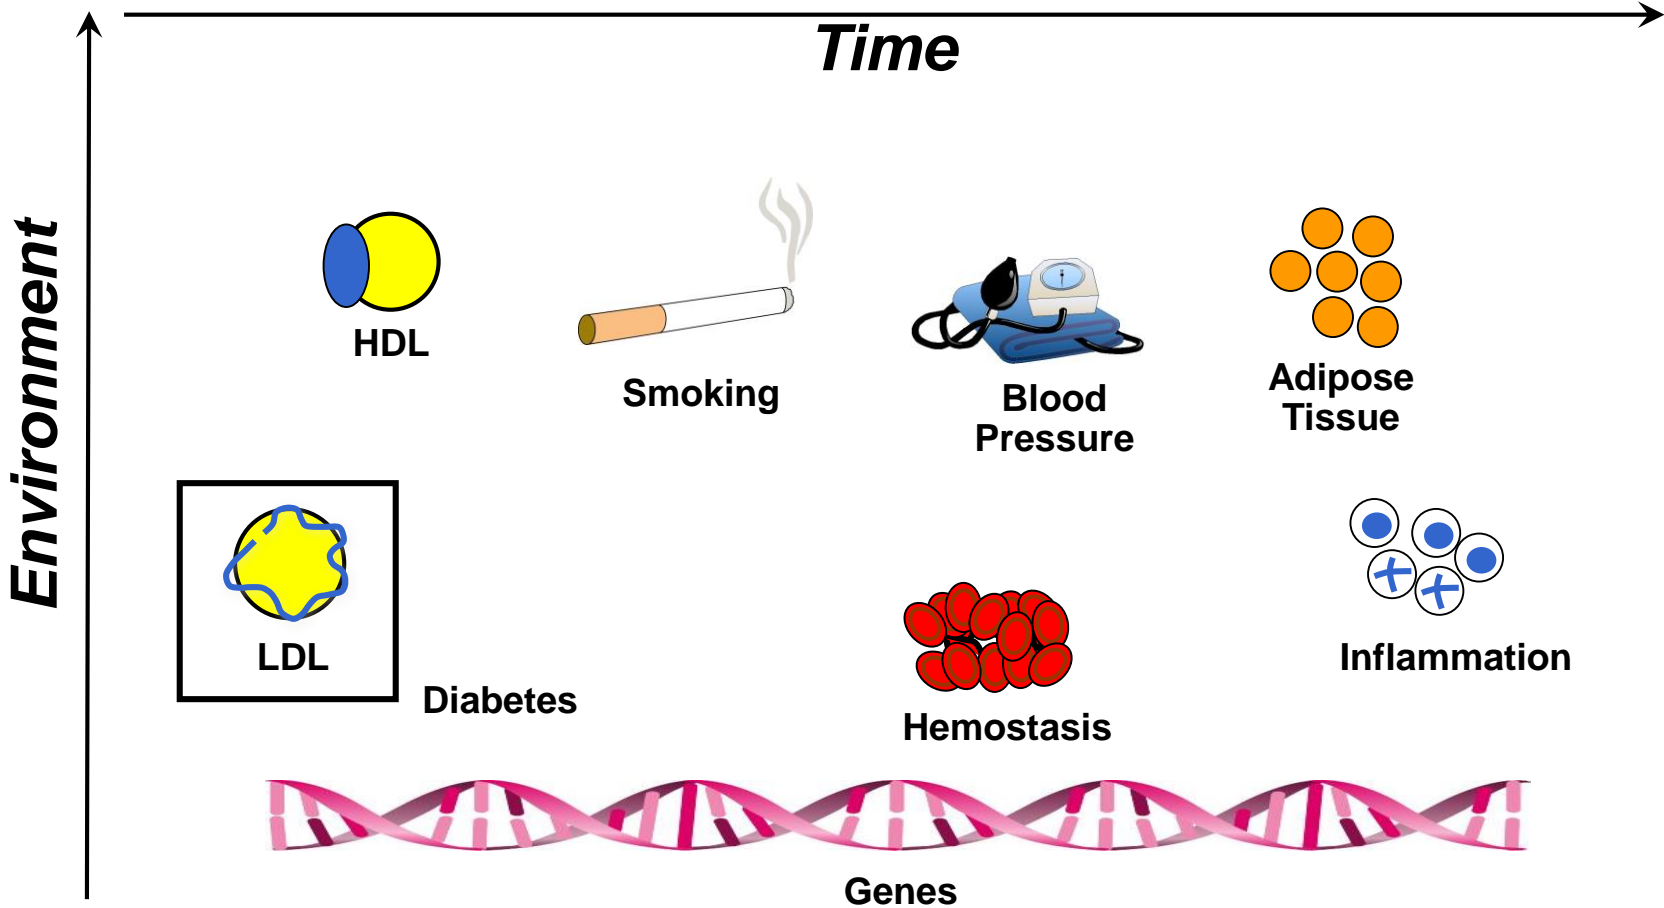 Time
Environment
HDL
Smoking
Blood
Pressure
Adipose
Tissue
LDL
Diabetes
Hemostasis
Inflammation
Genes